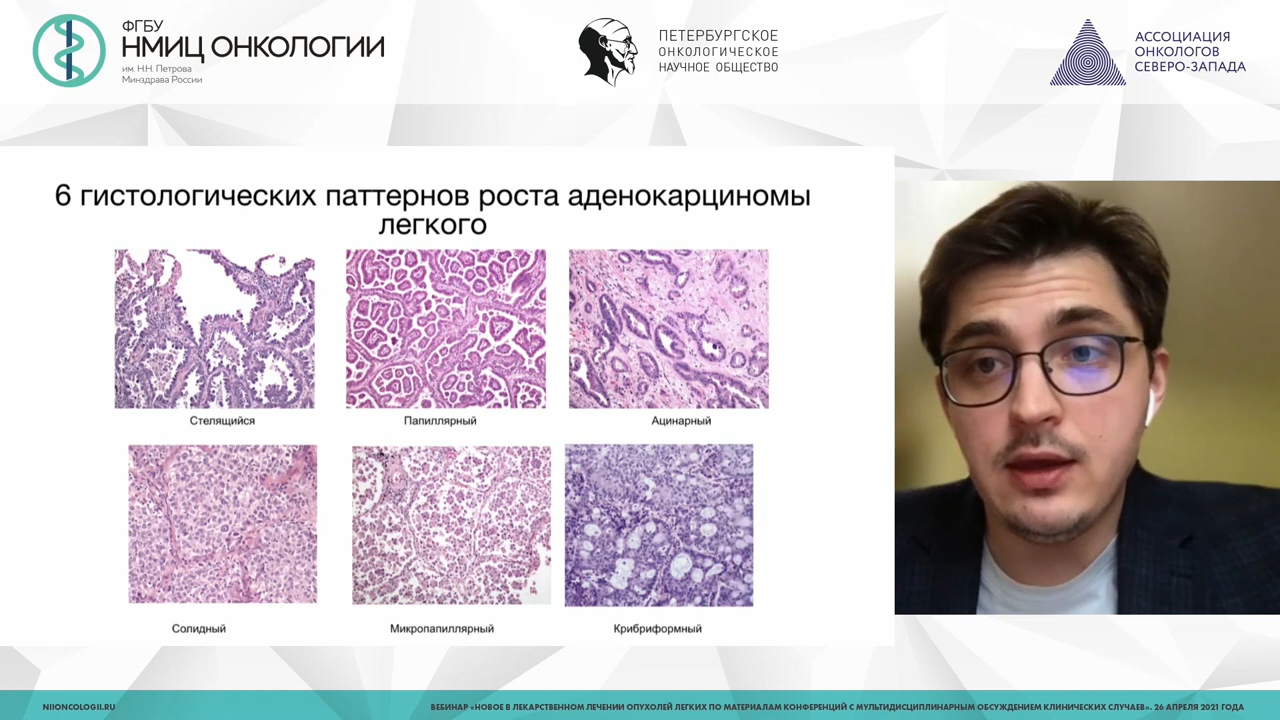 ФГБУ
НМИЦ ОНКОЛОГИИ
им. Н.Н. Петрова
Минздрава России
ПЕТЕРБУРГСКОЕ
ОНКОЛОГИЧЕСКОЕ
НАУЧНОЕ ОБЩЕСТВО
АССОЦИАЦИЯ
ОНКОЛОГОВ
СЕВЕРО-ЗАПАДА
6 гистологических паттернов роста аденокарциномы
легкого
Стелящийся
Папиллярный
Ацинарный
Солидный
Микропапиллярный
Крибриформный
NIIONCOLOGII.RU
ВЕБИНАР «НОВОЕ В ЛЕКАРСТВЕННОМ ЛЕЧЕНИИ ОПУХОЛЕЙ ЛЕГКИХ ПО МАТЕРИАЛАМ КОНФЕРЕНЦИЙ С МУЛЬТИДИСЦИПЛИНАРНЫМ ОБСУЖДЕНИЕМ КЛИНИЧЕСКИХ СЛУЧАЕВ». 26 АПРЕЛЯ 2021 ГОДА